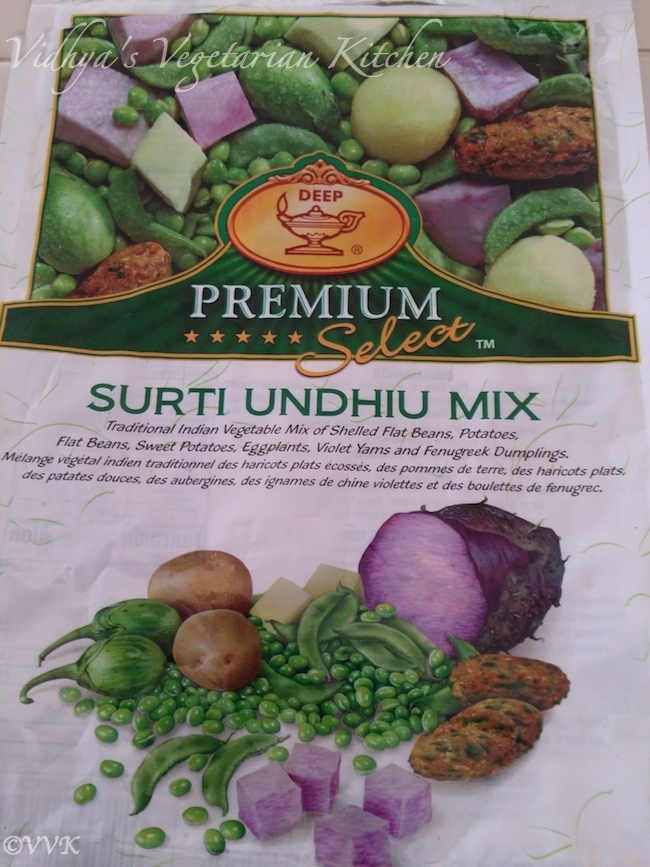 Vidhya's Vegetarian Kitchen
DEEP
®
PREMIUM
Select ™
SURTI UNDHIU MIX
Traditional Indian Vegetable Mix of Shelled Flat Beans, Potatoes,
Flat Beans, Sweet Potatoes, Eggplants, Violet Yams and Fenugreek Dumplings.
Mélange végétal indien traditionnel des haricots plats écossés, des pommes de terre, des haricots plats,
des patates douces, des aubergines, des ignames de chine violettes et des boulettes de fenugrec.
©VVK